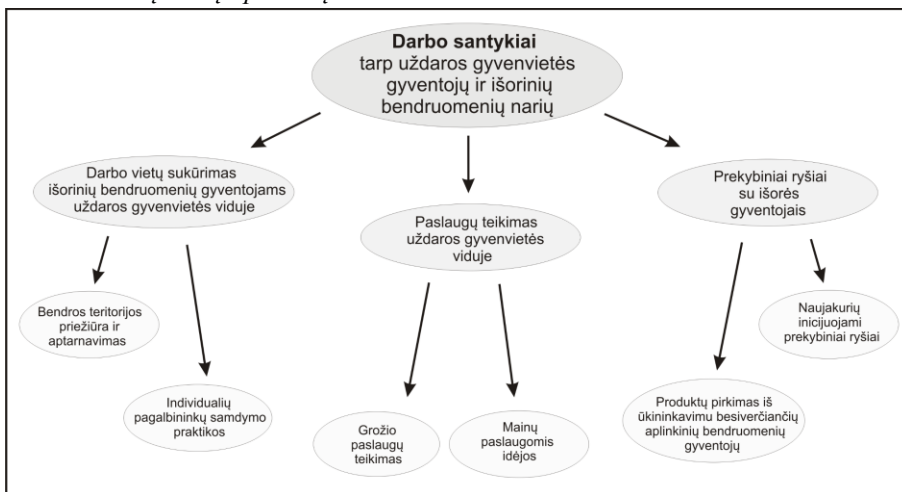 Darbo santykiai
tarp uždaros gyvenvietės
gyventojų ir išorinių
bendruomenių narių
Darbo vietų sukūrimas
išorinių bendruomenių gyventojams
uždaros gyvenvietės viduje
Paslaugų teikimas
uždaros gyvenvietės
viduje
Prekybiniai ryšiai
su išorės
gyventojais
Bendros teritorijos
priežiūra ir
aptarnavimas
Individualių
pagalbininkų samdymo
praktikos
Grožio
paslaugų
teikimas
Mainų
paslaugomis
idėjos
Produktų pirkimas iš
ūkininkavimu besiverčiančių
aplinkinių bendruomenių
gyventojų
Naujakurių
inicijuojami
prekybiniai ryšiai